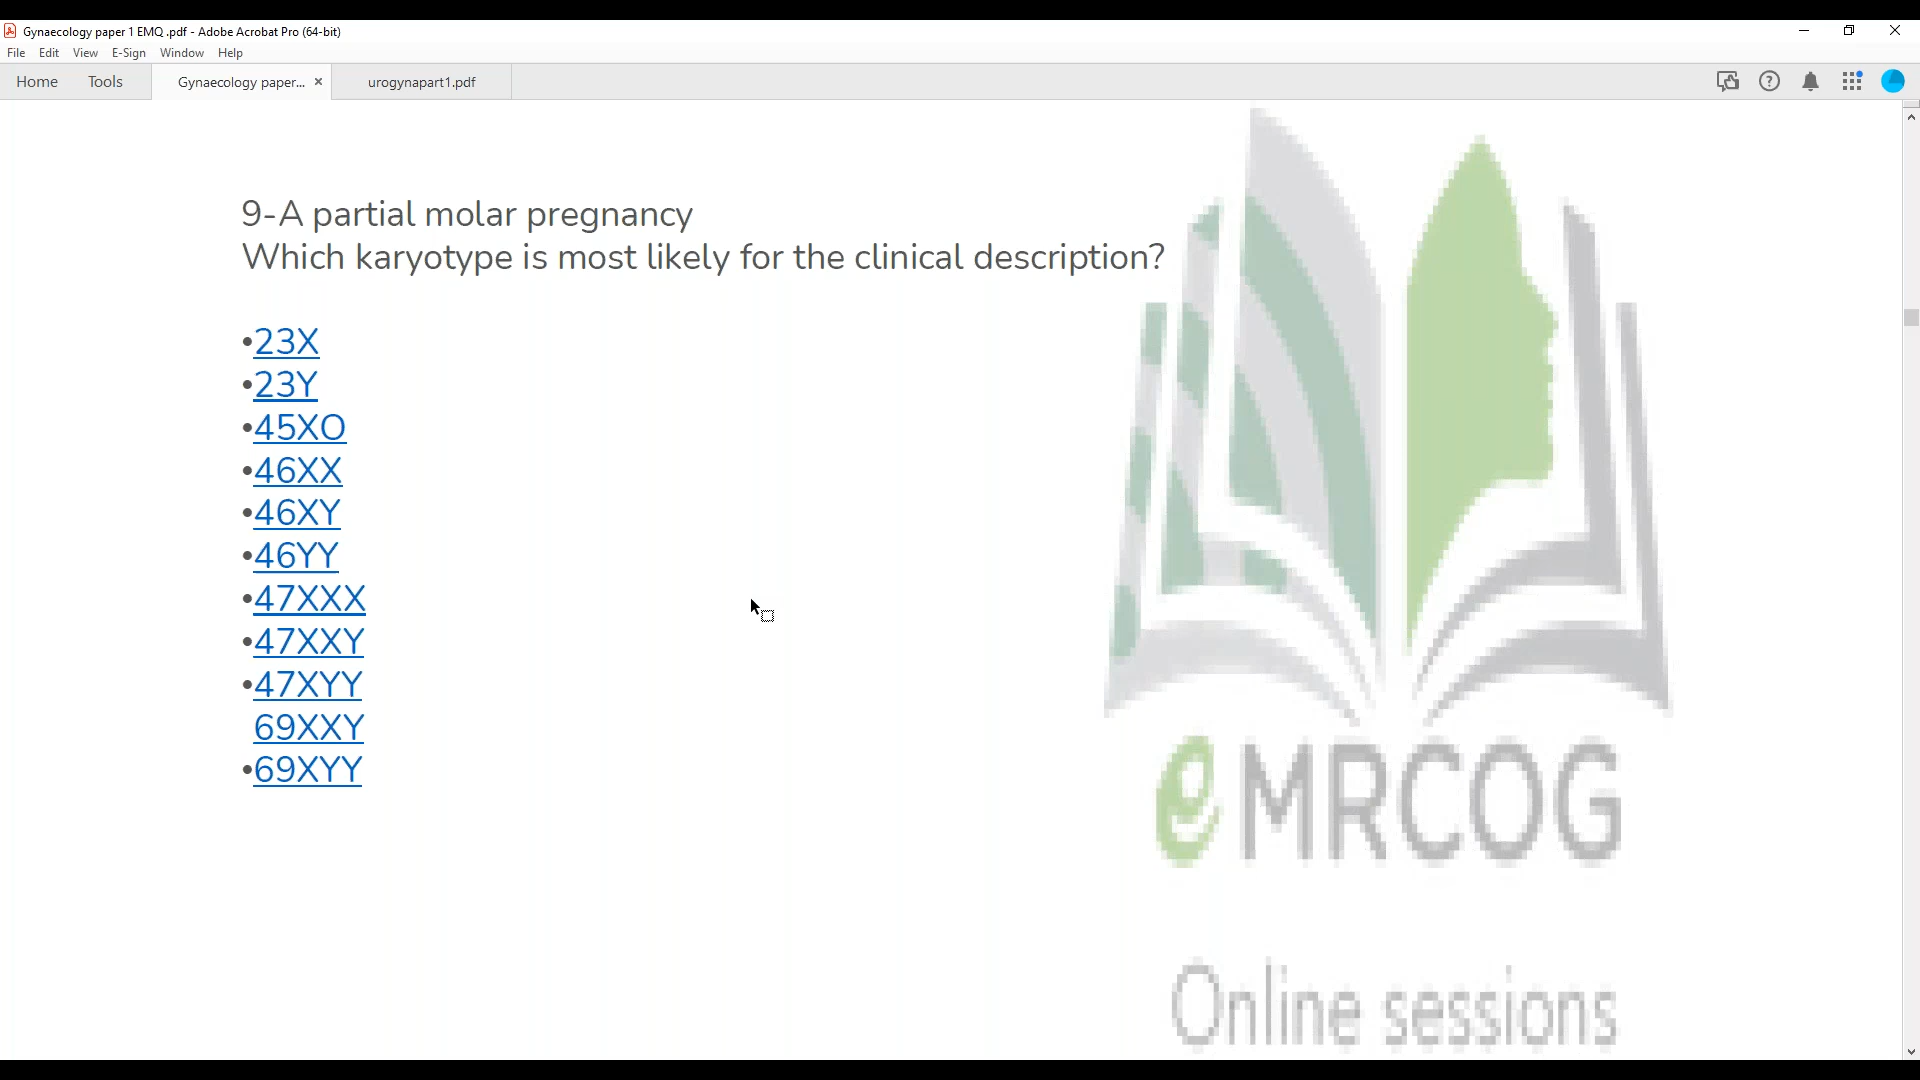 Gynaecology paper 1 EMQ .pdf - Adobe Acrobat Pro (64-bit)
File Edit View E-Sign Window Help
Home Tools Gynaecology paper... × urogynapart1.pdf
9-A partial molar pregnancy
Which karyotype is most likely for the clinical description?
•23X
•23Y
•45XO
•46XX
•46XY
•46YY
•47XXX
•47XXY
•47XYY
69XXY
•69XYY
eMRCOG
Online sessions